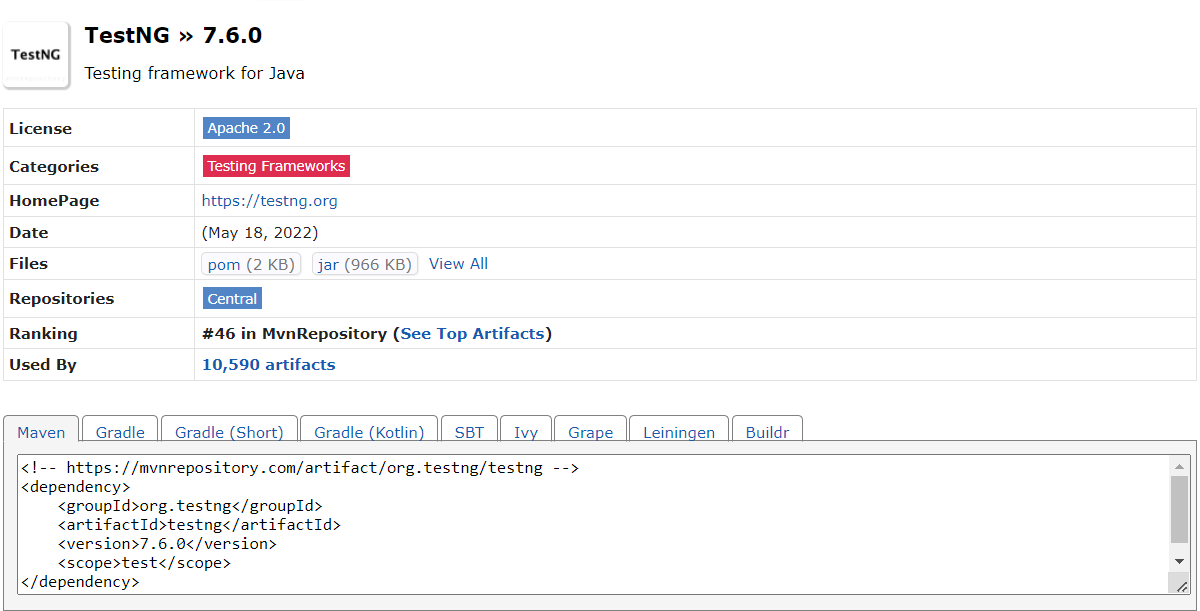 TestNG
TestNG » 7.6.0
Testing framework for Java
License Apache 2.0
Categories Testing Frameworks
HomePage https://testng.org
Date (May 18, 2022)
Files pom (2 KB) jar (966 KB) View All
Repositories Central
Ranking #46 in MvnRepository (See Top Artifacts)
Used By 10,590 artifacts
Maven Gradle Gradle (Short) Gradle (Kotlin) SBT Ivy Grape Leiningen Buildr
<!-- https://mvnrepository.com/artifact/org.testng/testng -->
<dependency>
    <groupId>org.testng</groupId>
    <artifactId>testng</artifactId>
    <version>7.6.0</version>
    <scope>test</scope>
</dependency>